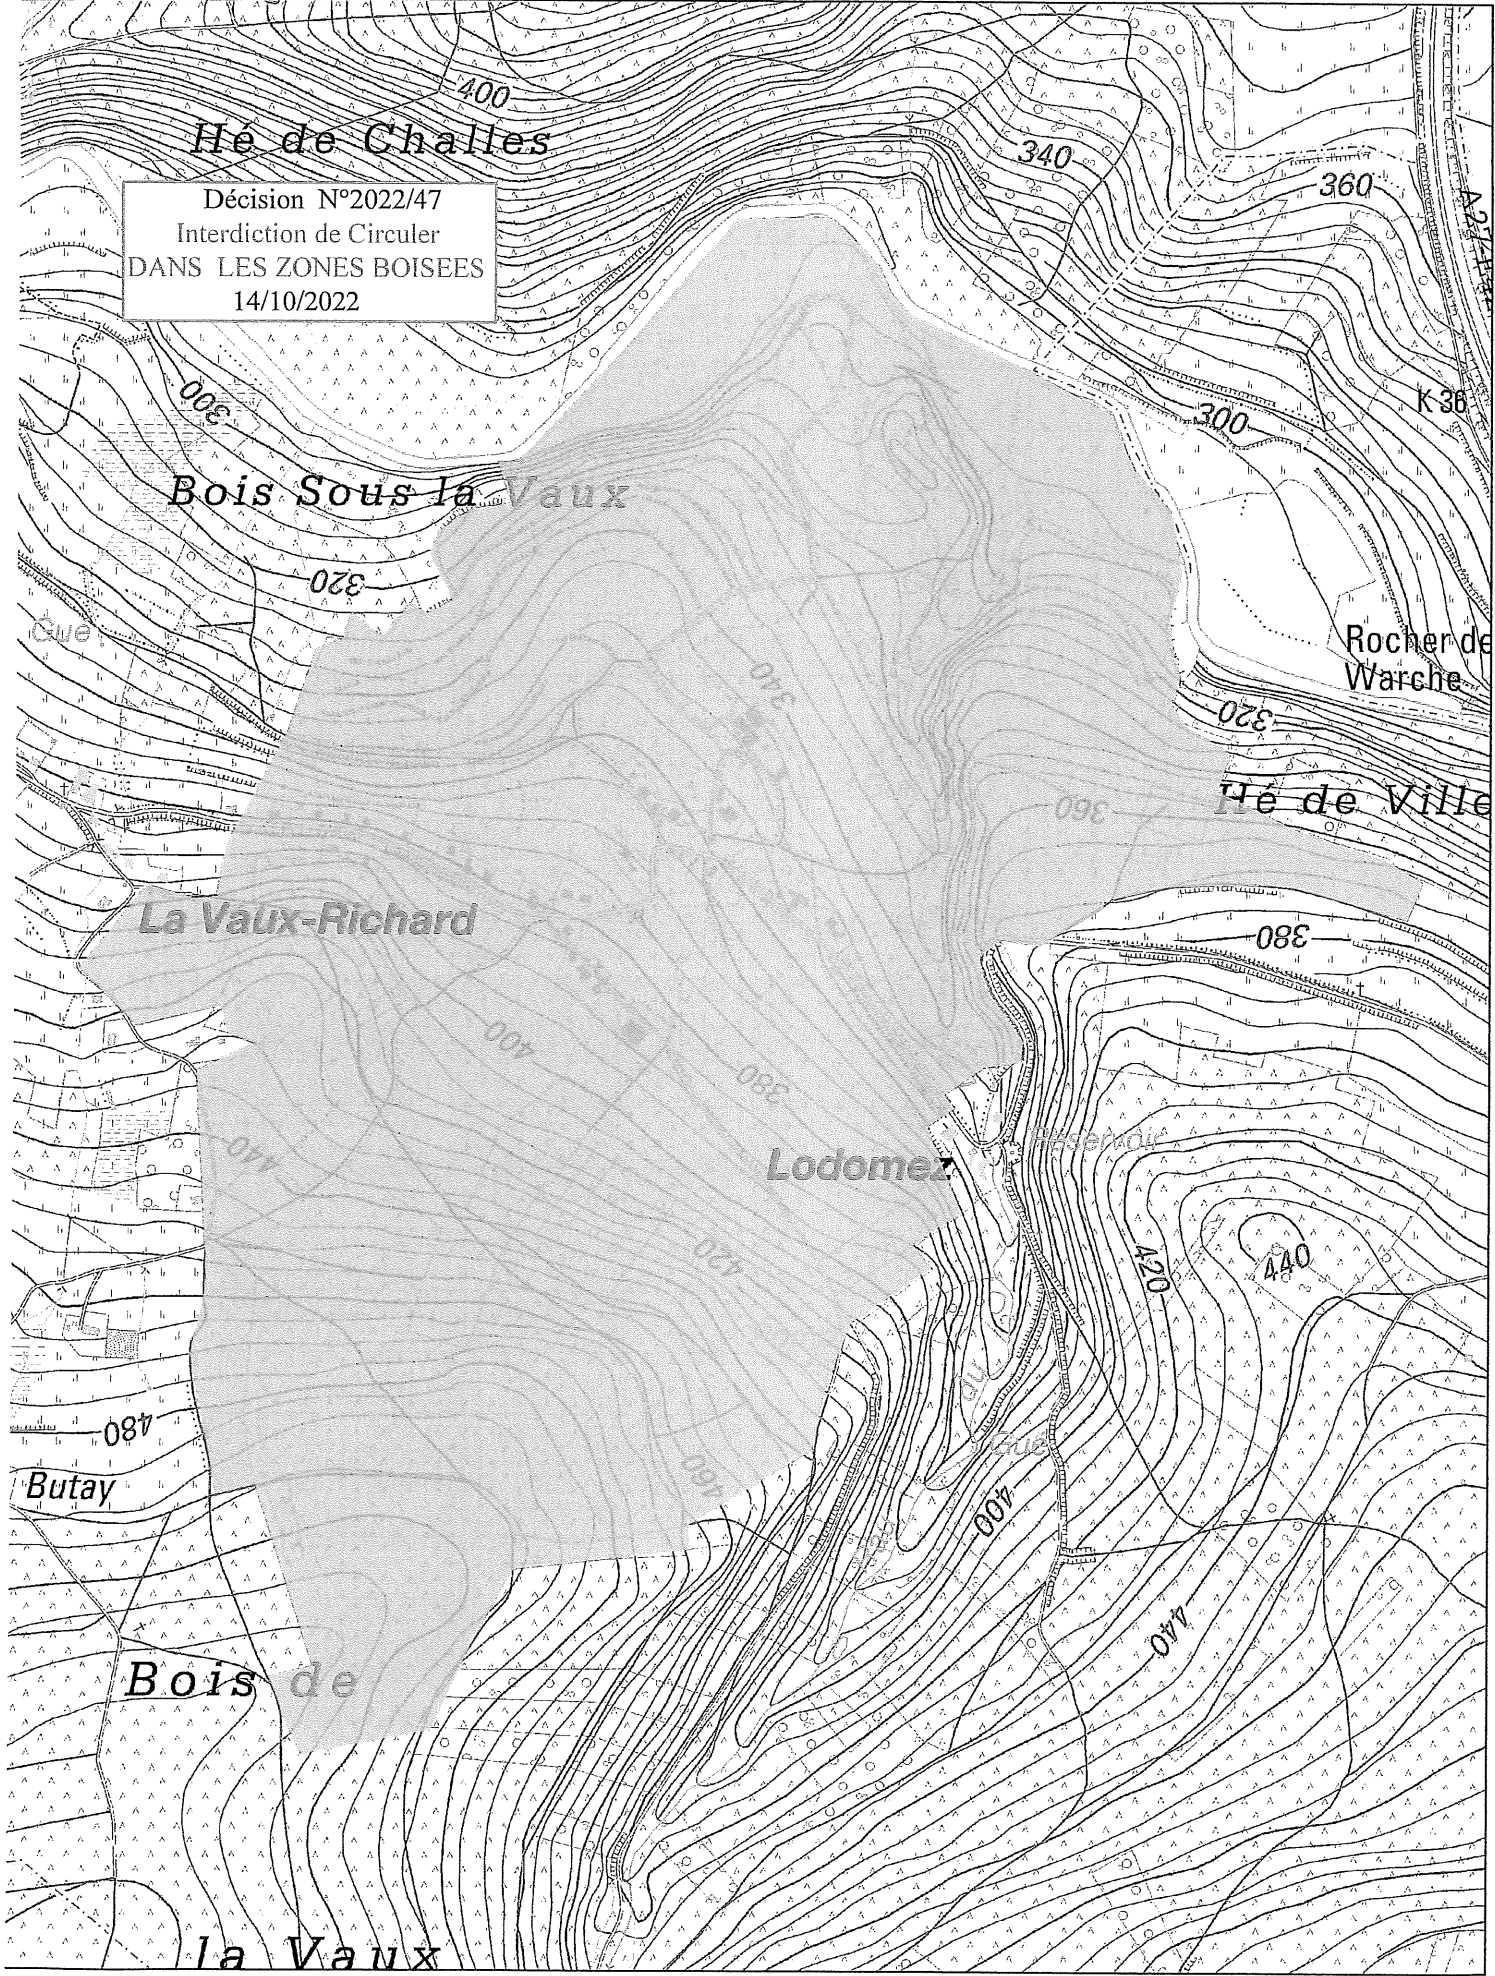 400
Hé de Challes
340
360
Décision N°2022/47
Interdiction de Circuler
DANS LES ZONES BOISEES
14/10/2022
300
300
K 36
Bois Sous la Vaux
320
Gué
Rocher de
Warche
340
320
360
Hé de Ville
La Vaux-Richard
380
400
380
440
Réservoir
Lodomez
420
420
440
du
480
Gué
460
Butay
400
Rau
440
Bois de
la Vaux